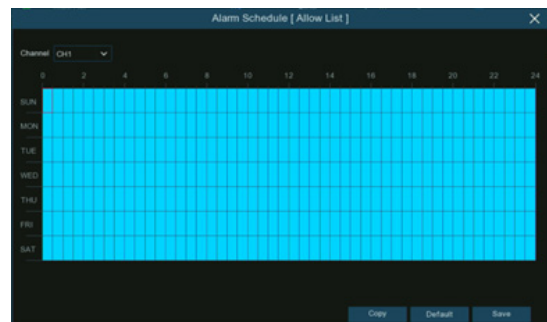 Alarm Schedule [ Allow List ]
Channel CH1
0 2 4 6 8 10 12 14 16 18 20 22 24
SUN
MON
TUE
WED
THU
FRI
SAT
Copy Default Save